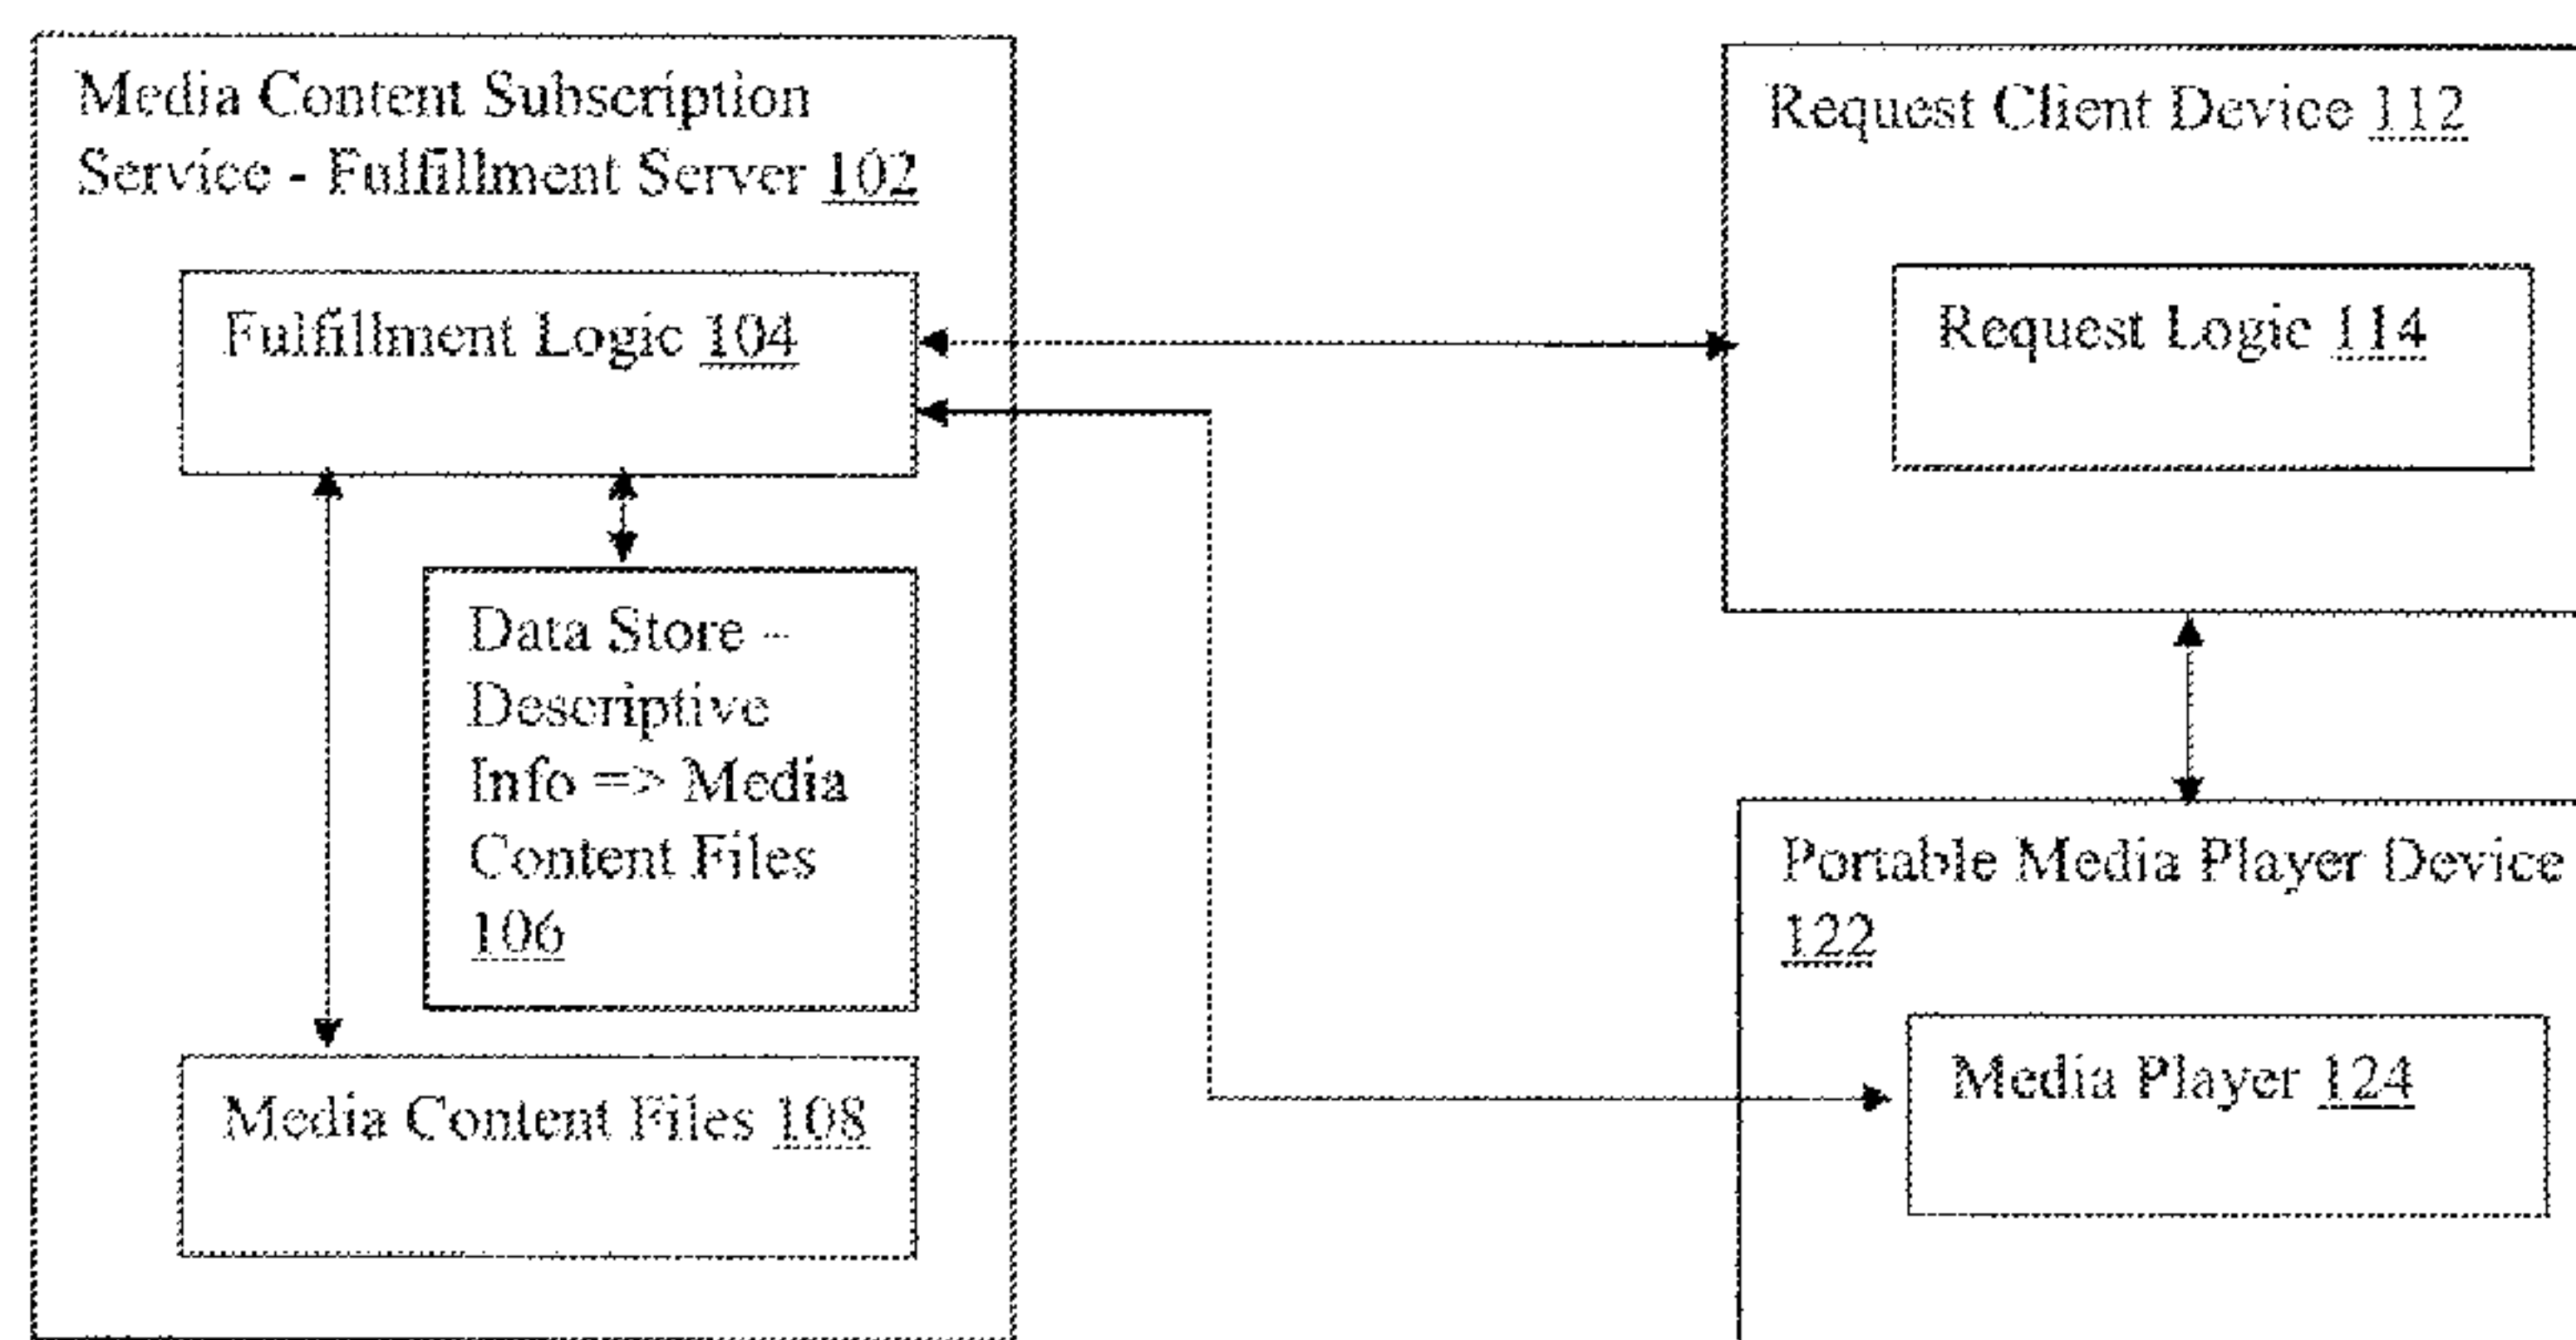 Media Content Subscription
Service - Fulfillment Server 102
Fulfillment Logic 104
Data Store –
Descriptive
Info => Media
Content Files
106
Media Content Files 108
Request Client Device 112
Request Logic 114
Portable Media Player Device
122
Media Player 124